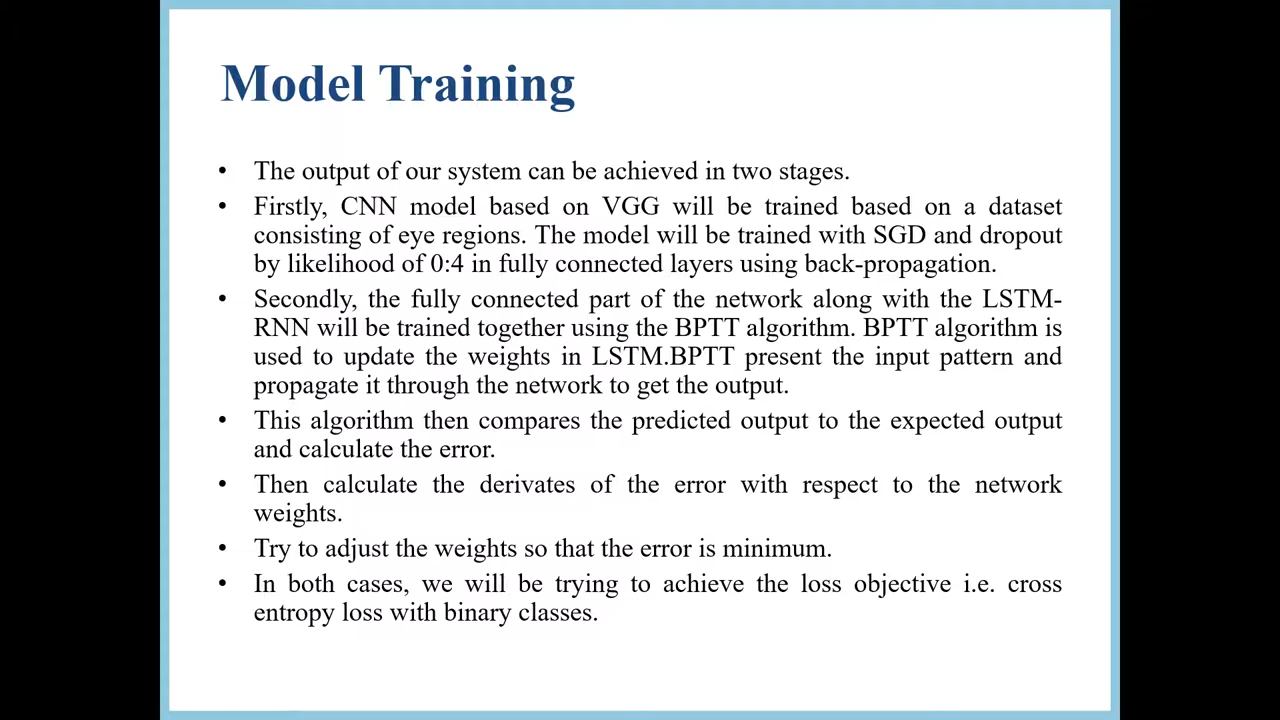 Model Training
• The output of our system can be achieved in two stages.
• Firstly, CNN model based on VGG will be trained based on a dataset
consisting of eye regions. The model will be trained with SGD and dropout
by likelihood of 0:4 in fully connected layers using back-propagation.
• Secondly, the fully connected part of the network along with the LSTM-
RNN will be trained together using the BPTT algorithm. BPTT algorithm is
used to update the weights in LSTM.BPTT present the input pattern and
propagate it through the network to get the output.
• This algorithm then compares the predicted output to the expected output
and calculate the error.
• Then calculate the derivates of the error with respect to the network
weights.
• Try to adjust the weights so that the error is minimum.
• In both cases, we will be trying to achieve the loss objective i.e. cross
entropy loss with binary classes.